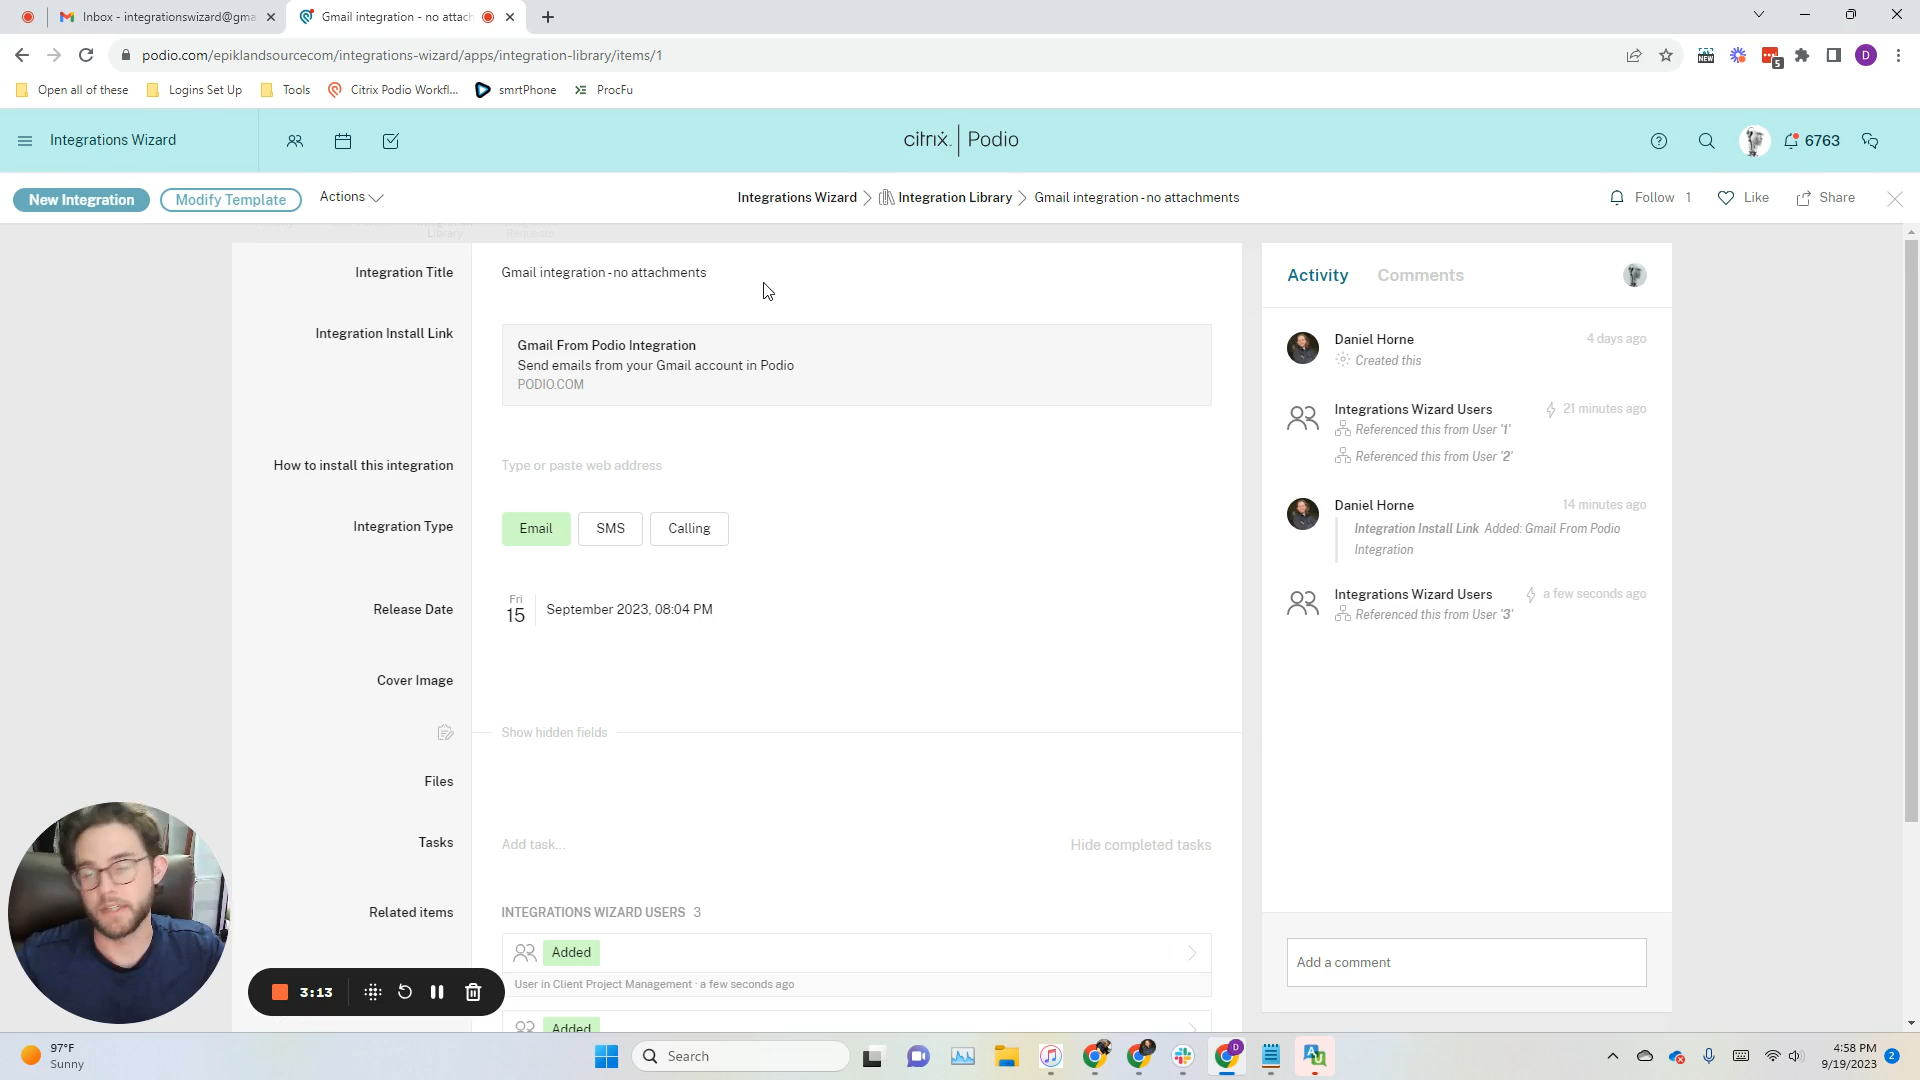 Inbox - integrationswizard@gma
Gmail integration - no attach
podio.com/epiklandsourcecom/integrations-wizard/apps/integration-library/items/1
NEW
5
D
Open all of these
Logins Set Up
Tools
Citrix Podio Workfl...
smrtPhone
ProcFu
Integrations Wizard
citrix | Podio
6763
New Integration
Modify Template
Actions
Integrations Wizard
Integration Library
Gmail integration - no attachments
Follow 1
Like
Share
Library
Requests
Integration Title
Gmail integration - no attachments
Integration Install Link
Gmail From Podio Integration
Send emails from your Gmail account in Podio
PODIO.COM
How to install this integration
Type or paste web address
Integration Type
Email
SMS
Calling
Release Date
Fri
15
September 2023, 08:04 PM
Cover Image
Show hidden fields
Files
Tasks
Add task...
Hide completed tasks
Related items
INTEGRATIONS WIZARD USERS 3
Added
User in Client Project Management · a few seconds ago
Added
Activity
Comments
Daniel Horne
4 days ago
Created this
Integrations Wizard Users
21 minutes ago
Referenced this from User '1'
Referenced this from User '2'
Daniel Horne
14 minutes ago
Integration Install Link Added: Gmail From Podio
Integration
Integrations Wizard Users
a few seconds ago
Referenced this from User '3'
Add a comment
3:13
97°F
Sunny
Search
D
4:58 PM
9/19/2023
2